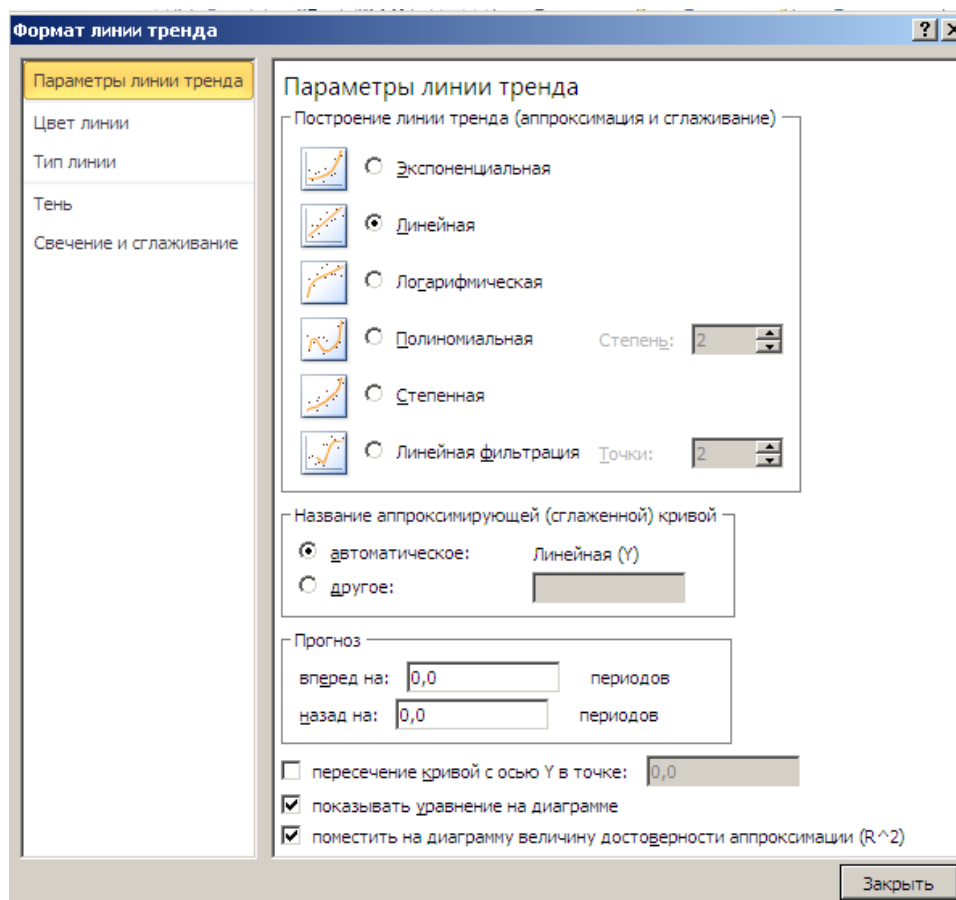 Формат линии тренда
Параметры линии тренда
Цвет линии
Тип линии
Тень
Свечение и сглаживание
Параметры линии тренда
Построение линии тренда (аппроксимация и сглаживание)
Экспоненциальная
Линейная
Логарифмическая
Полиномиальная Степень: 2
Степенная
Линейная фильтрация Точки: 2
Название аппроксимирующей (сглаженной) кривой
автоматическое: Линейная (Y)
другое:
Прогноз
вперед на: 0,0 периодов
назад на: 0,0 периодов
пересечение кривой с осью Y в точке: 0,0
показывать уравнение на диаграмме
поместить на диаграмму величину достоверности аппроксимации (R^2)
Закрыть